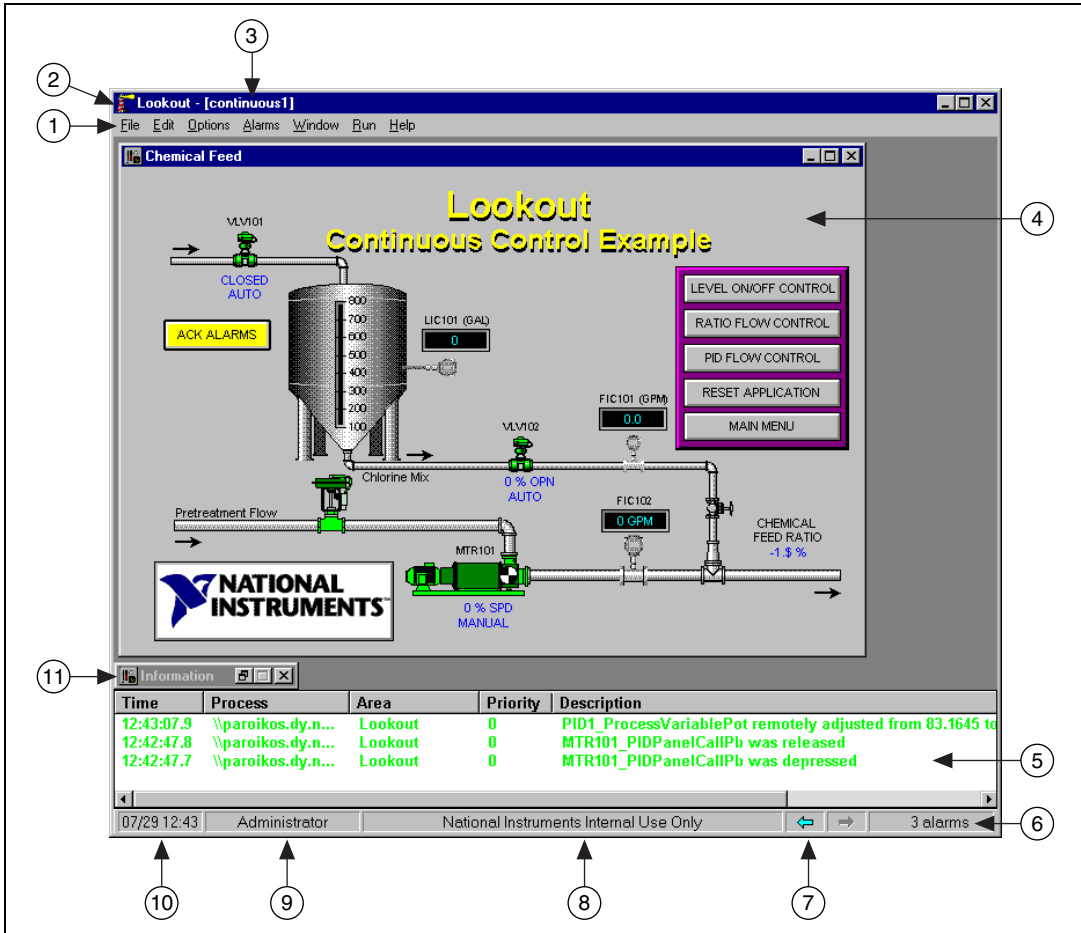 3
2
Lookout - [continuous1]
1
File Edit Options Alarms Window Run Help
Chemical Feed
Lookout
Continuous Control Example
4
VLV101
CLOSED
AUTO
ACK ALARMS
800
700
600
500
400
300
200
100
LIC101 (GAL)
0
LEVEL ON/OFF CONTROL
RATIO FLOW CONTROL
PID FLOW CONTROL
RESET APPLICATION
MAIN MENU
FIC101 (GPM)
0.0
VLV102
0 % OPN
AUTO
Chlorine Mix
Pretreatment Flow
FIC102
0 GPM
CHEMICAL
FEED RATIO
-1.$ %
MTR101
0 % SPD
MANUAL
NATIONAL
INSTRUMENTS™
11
Information
Time Process Area Priority Description
12:43:07.9 \\paroikos.dy.n... Lookout 0 PID1_ProcessVariablePot remotely adjusted from 83.1645 to
12:42:47.8 \\paroikos.dy.n... Lookout 0 MTR101_PIDPanelCallPb was released
12:42:47.7 \\paroikos.dy.n... Lookout 0 MTR101_PIDPanelCallPb was depressed
5
07/29 12:43 Administrator National Instruments Internal Use Only 3 alarms
6
10
9
8
7